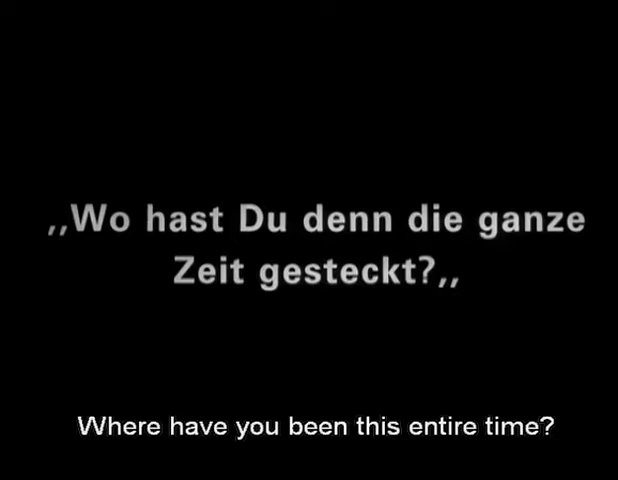 ,,Wo hast Du denn die ganze
Zeit gesteckt?,,
Where have you been this entire time?